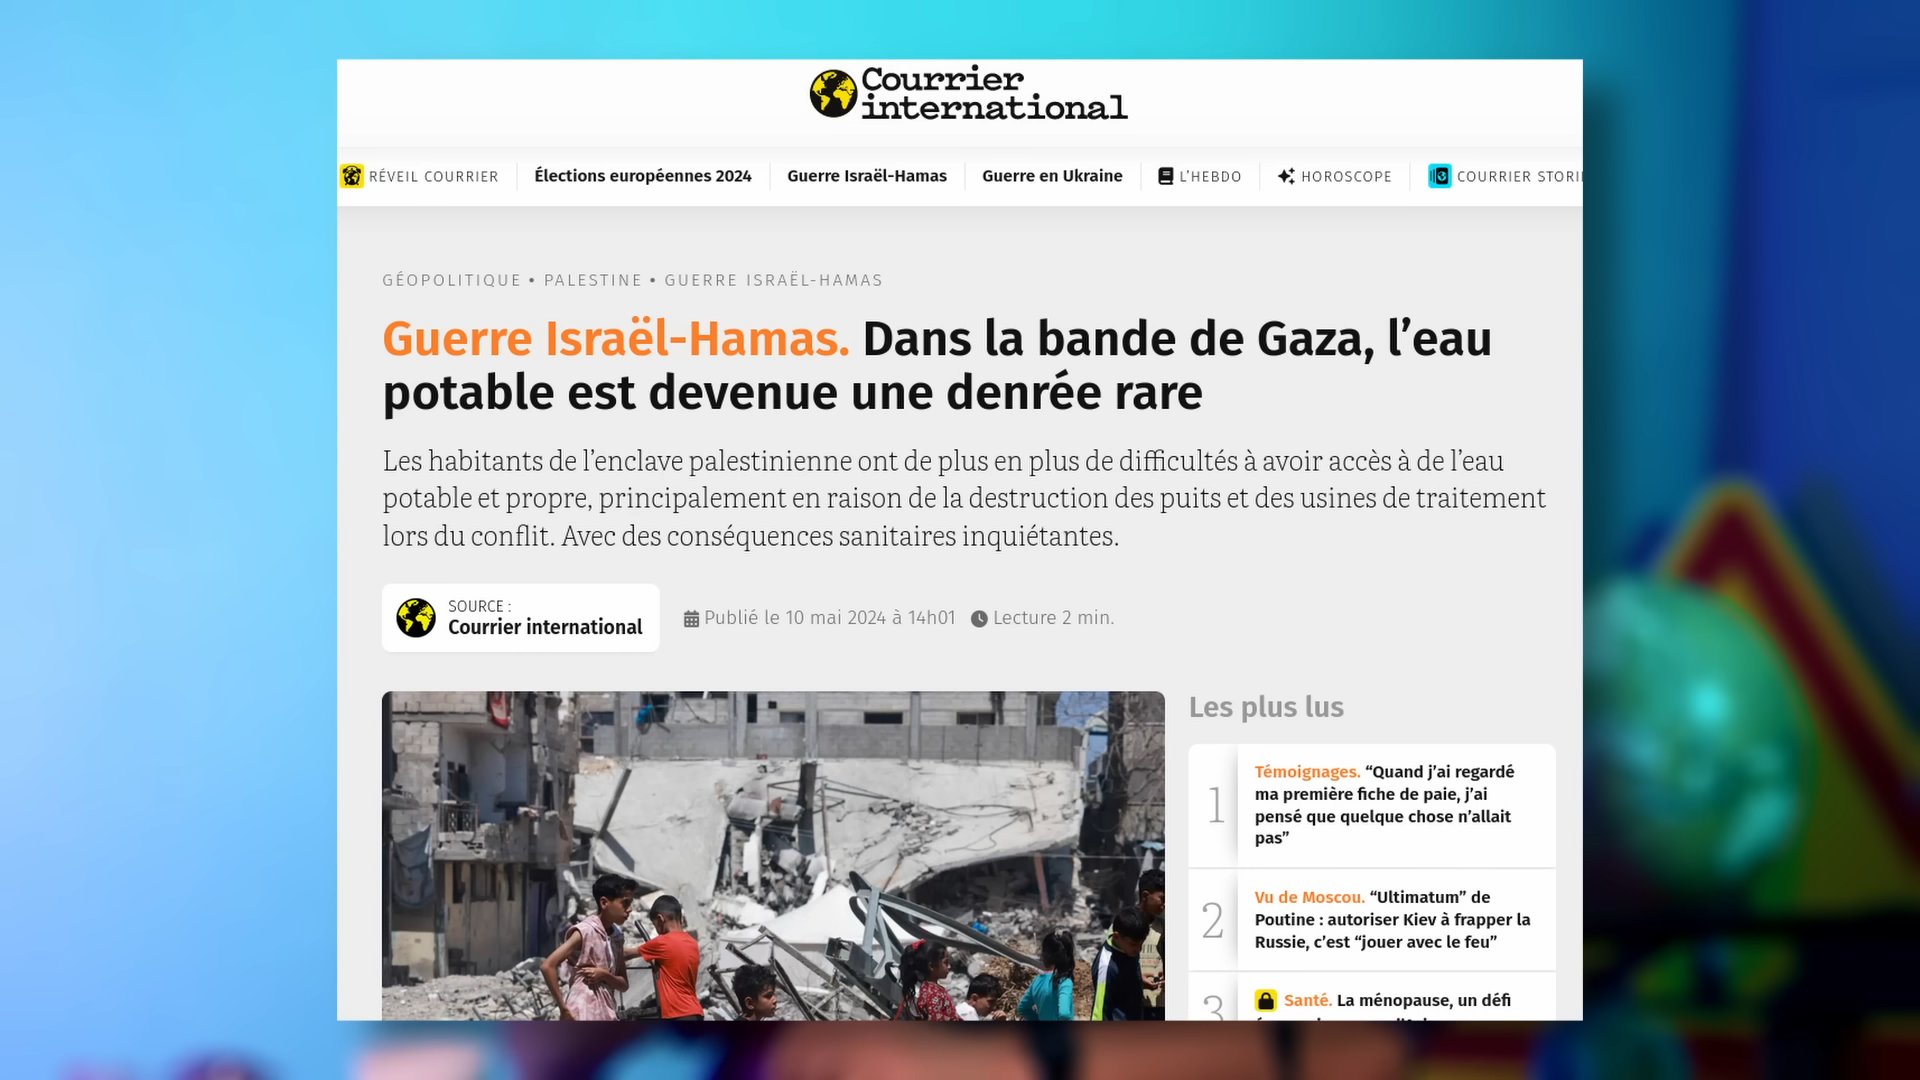 Courrier
international
RÉVEIL COURRIER
Élections européennes 2024
Guerre Israël-Hamas
Guerre en Ukraine
L’HEBDO
HOROSCOPE
COURRIER
GÉOPOLITIQUE • PALESTINE • GUERRE ISRAËL-HAMAS
Guerre Israël-Hamas. Dans la bande de Gaza, l’eau
potable est devenue une denrée rare
Les habitants de l’enclave palestinienne ont de plus en plus de difficultés à avoir accès à de l’eau
potable et propre, principalement en raison de la destruction des puits et des usines de traitement
lors du conflit. Avec des conséquences sanitaires inquiétantes.
SOURCE :
Courrier international
Publié le 10 mai 2024 à 14h01
Lecture 2 min.
Les plus lus
1
Témoignages. “Quand j’ai regardé
ma première fiche de paie, j’ai
pensé que quelque chose n’allait
pas”
2
Vu de Moscou. “Ultimatum” de
Poutine : autoriser Kiev à frapper la
Russie, c’est “jouer avec le feu”
3
Santé. La ménopause, un défi